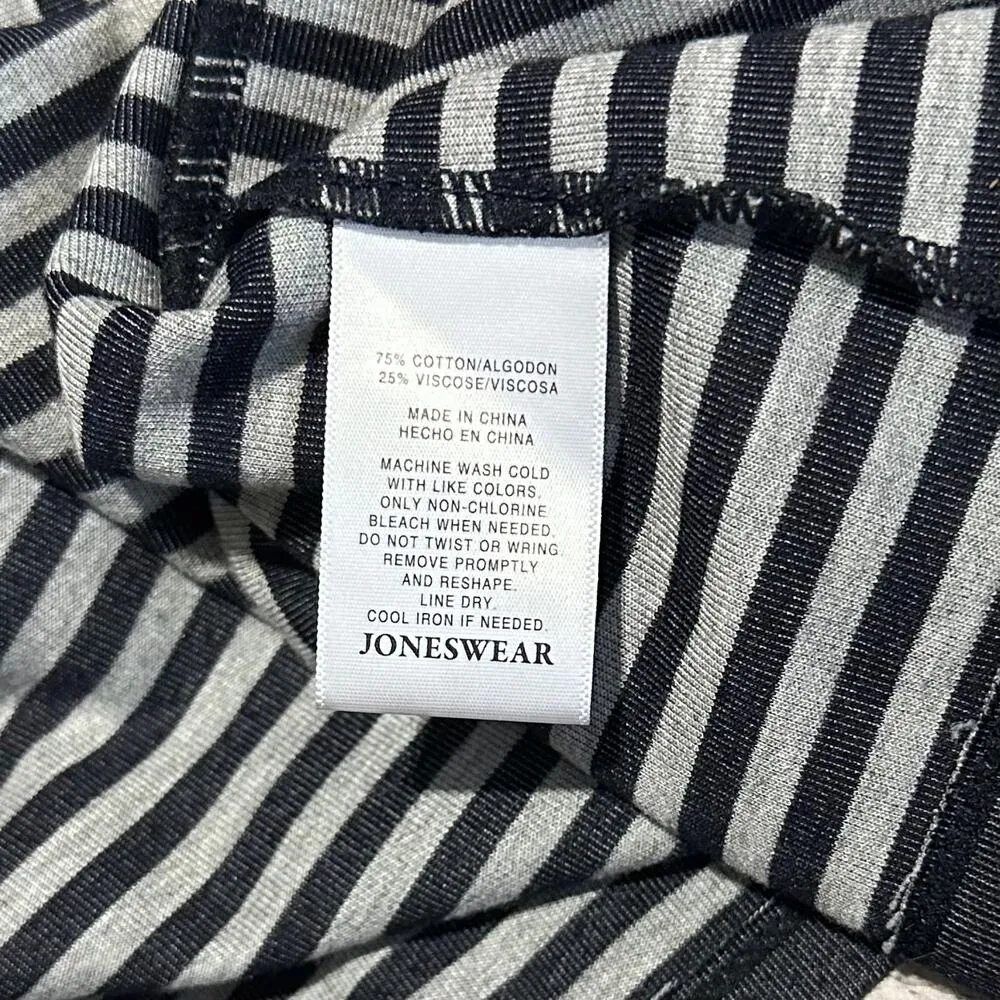 75% COTTON/ALGODON
25% VISCOSE/VISCOSA
MADE IN CHINA
HECHO EN CHINA
MACHINE WASH COLD
WITH LIKE COLORS.
ONLY NON-CHLORINE
BLEACH WHEN NEEDED.
DO NOT TWIST OR WRING.
REMOVE PROMPTLY
AND RESHAPE.
LINE DRY.
COOL IRON IF NEEDED.
JONESWEAR